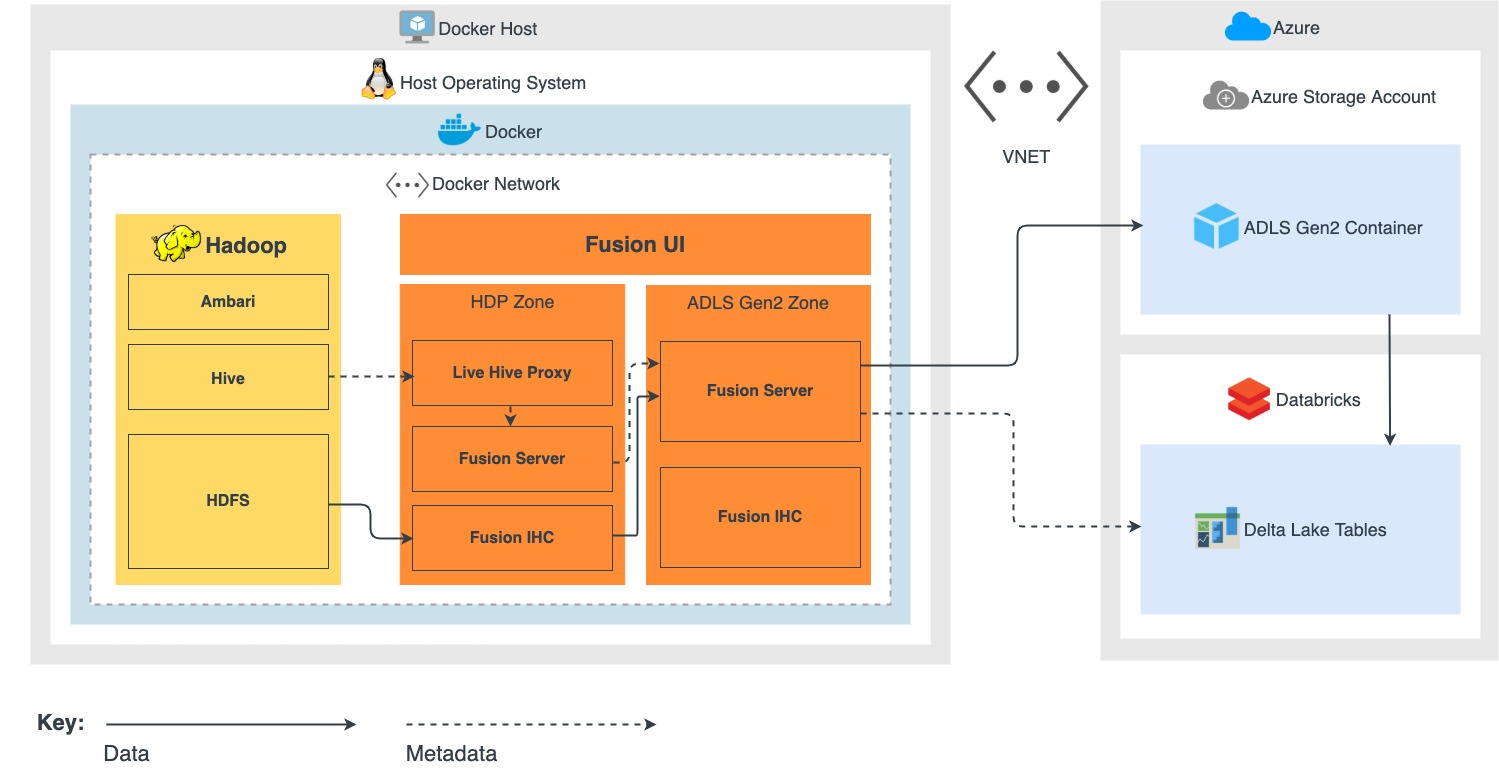 Docker Host
Host Operating System
Docker
Docker Network
Hadoop
Ambari
Hive
HDFS
Fusion UI
HDP Zone
Live Hive Proxy
Fusion Server
Fusion IHC
ADLS Gen2 Zone
Fusion Server
Fusion IHC
VNET
Azure
Azure Storage Account
ADLS Gen2 Container
Databricks
Delta Lake Tables
Key:
Data
Metadata